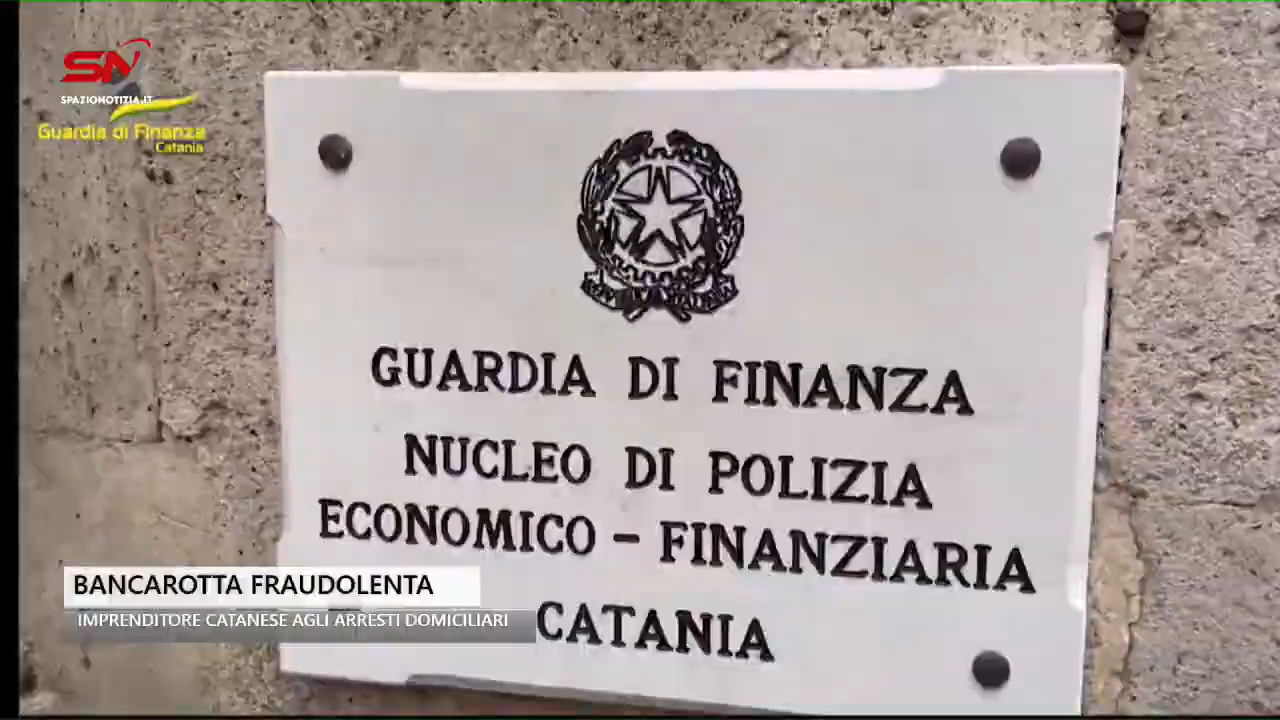 SN
SPAZIONOTIZIA.IT
Guardia di Finanza
Catania
GUARDIA DI FINANZA
NUCLEO DI POLIZIA
ECONOMICO - FINANZIARIA
CATANIA
BANCAROTTA FRAUDOLENTA
IMPRENDITORE CATANESE AGLI ARRESTI DOMICILIARI